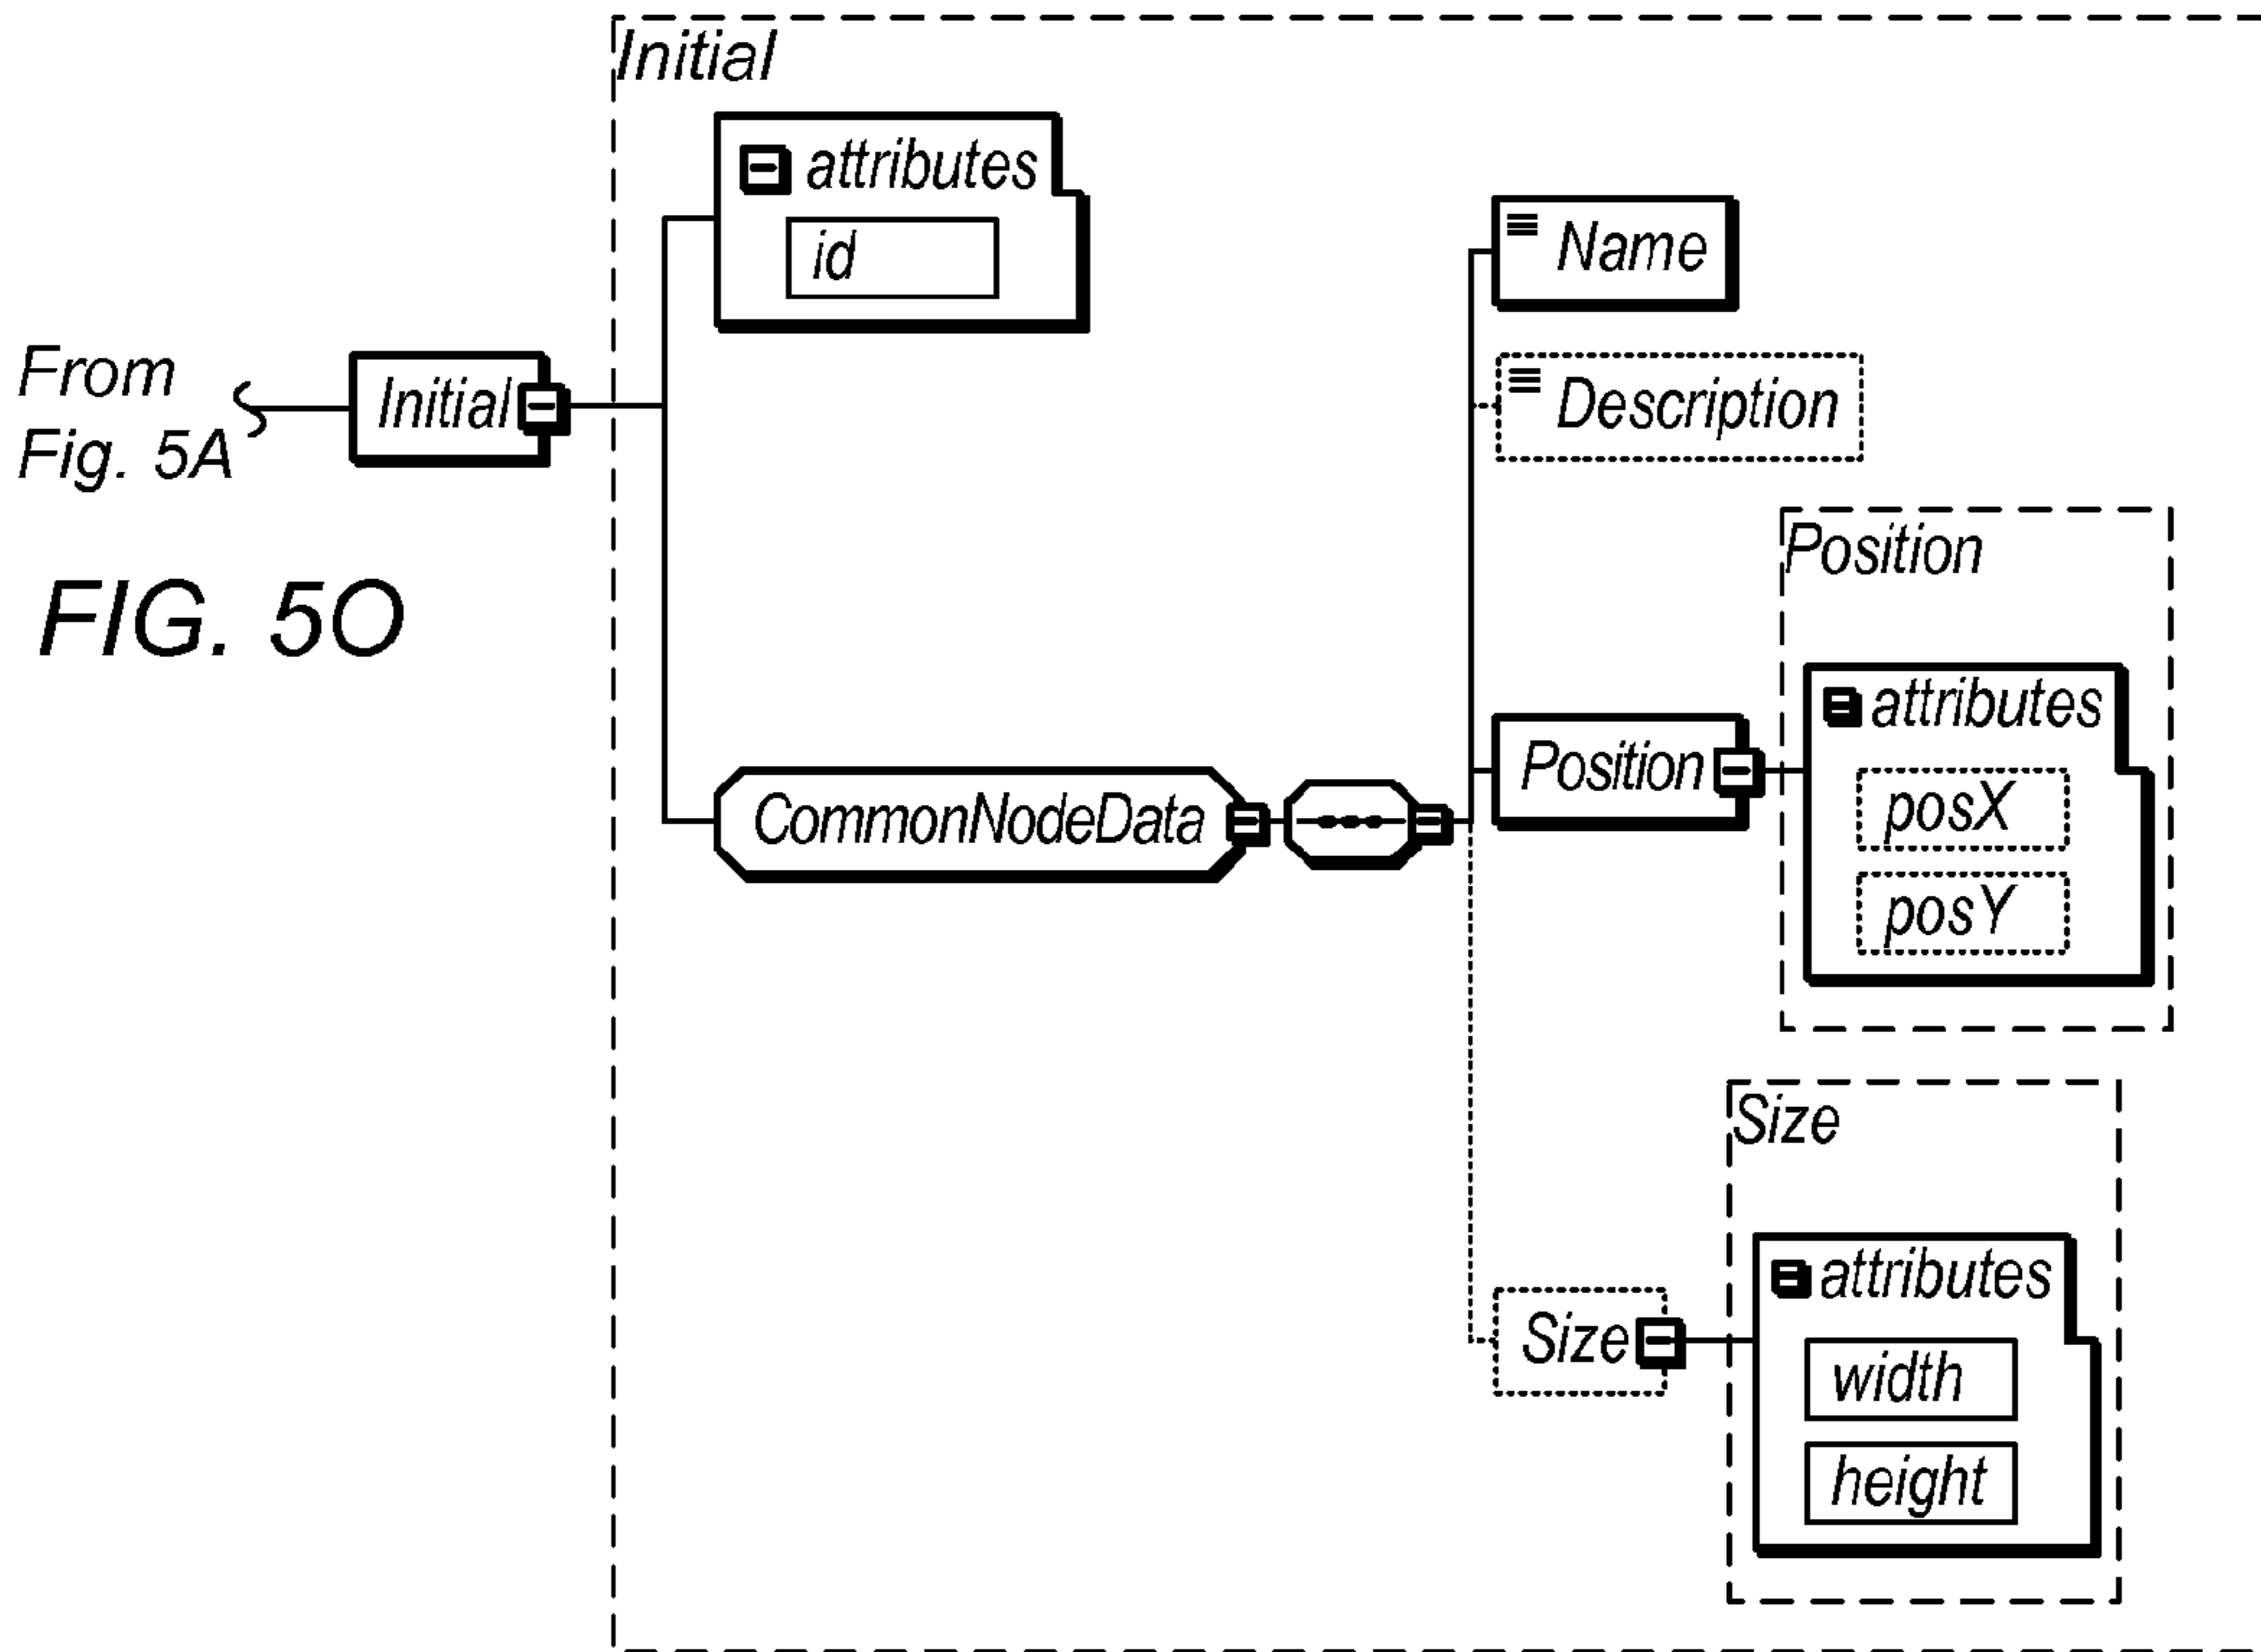 Initial
attributes
id
Name
From
Fig. 5A
Initial
Description
Position
FIG. 5O
attributes
Position
posX
CommonNodeData
posY
Size
attributes
Size
width
height